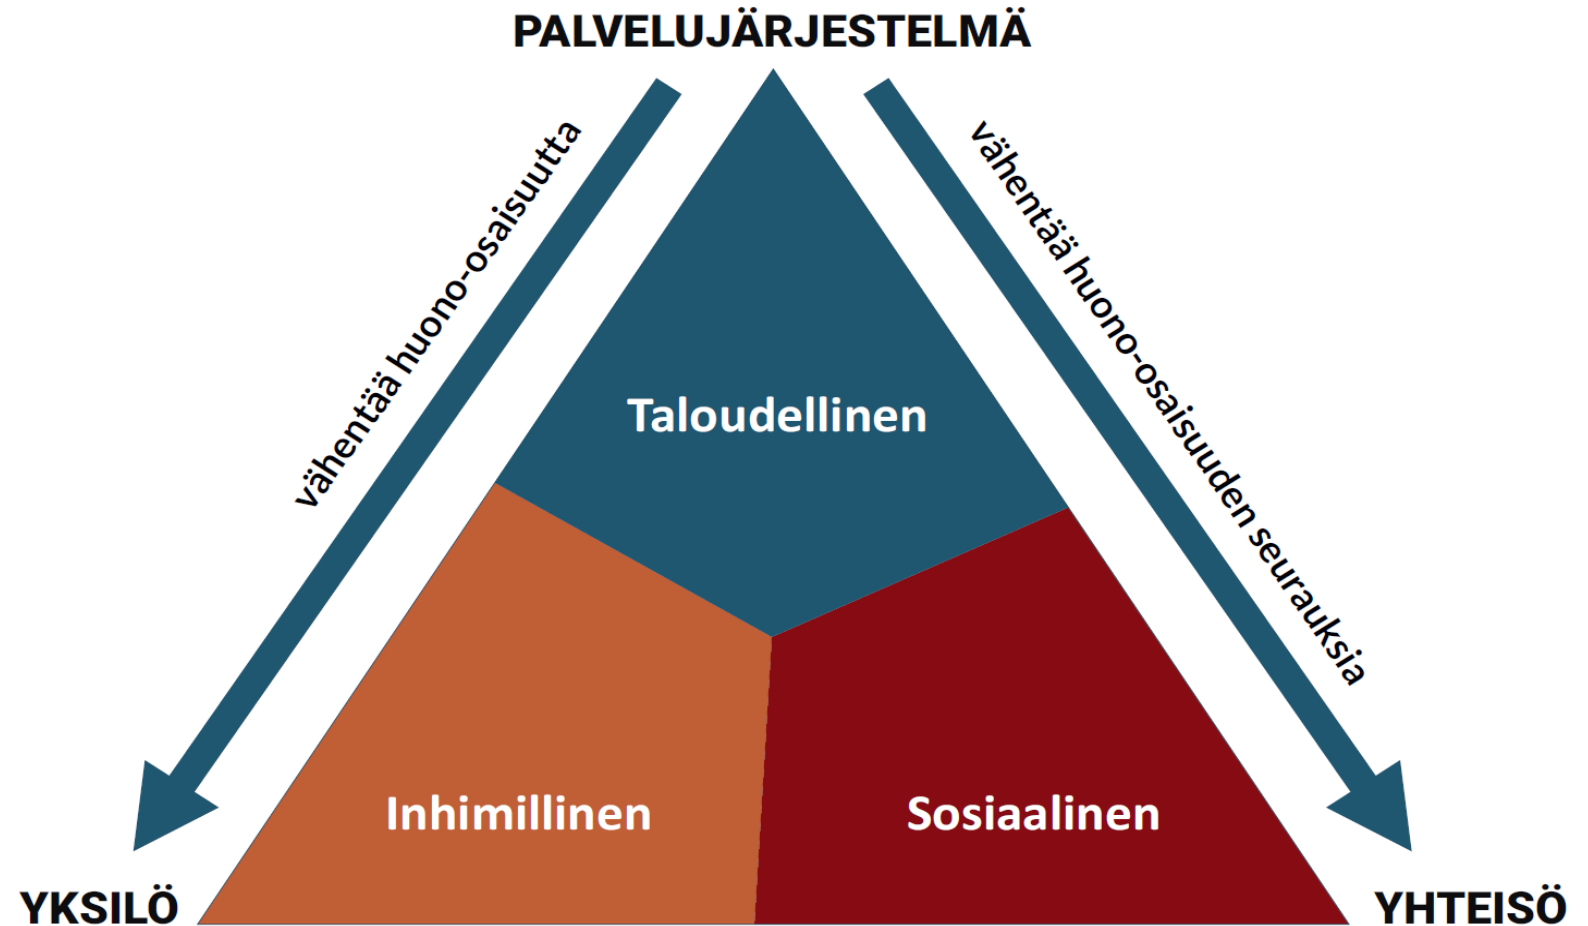 PALVELUJÄRJESTELMÄ
vähentää huono-osaisuutta
vähentää huono-osaisuuden seurauksia
Taloudellinen
Inhimillinen
Sosiaalinen
YKSILÖ
YHTEISÖ